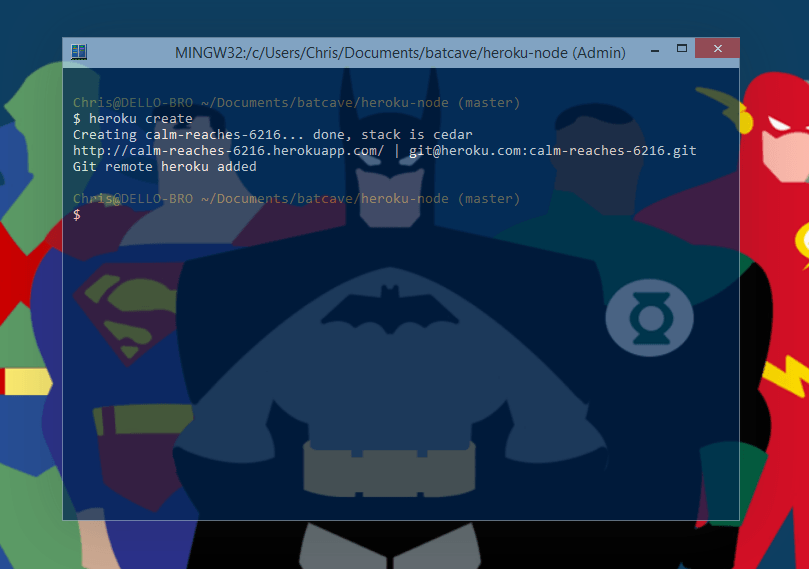 MINGW32:/c/Users/Chris/Documents/batcave/heroku-node (Admin)
Chris@DELLO-BRO ~/Documents/batcave/heroku-node (master)
$ heroku create
Creating calm-reaches-6216... done, stack is cedar
http://calm-reaches-6216.herokuapp.com/ | git@heroku.com:calm-reaches-6216.git
Git remote heroku added
Chris@DELLO-BRO ~/Documents/batcave/heroku-node (master)
$